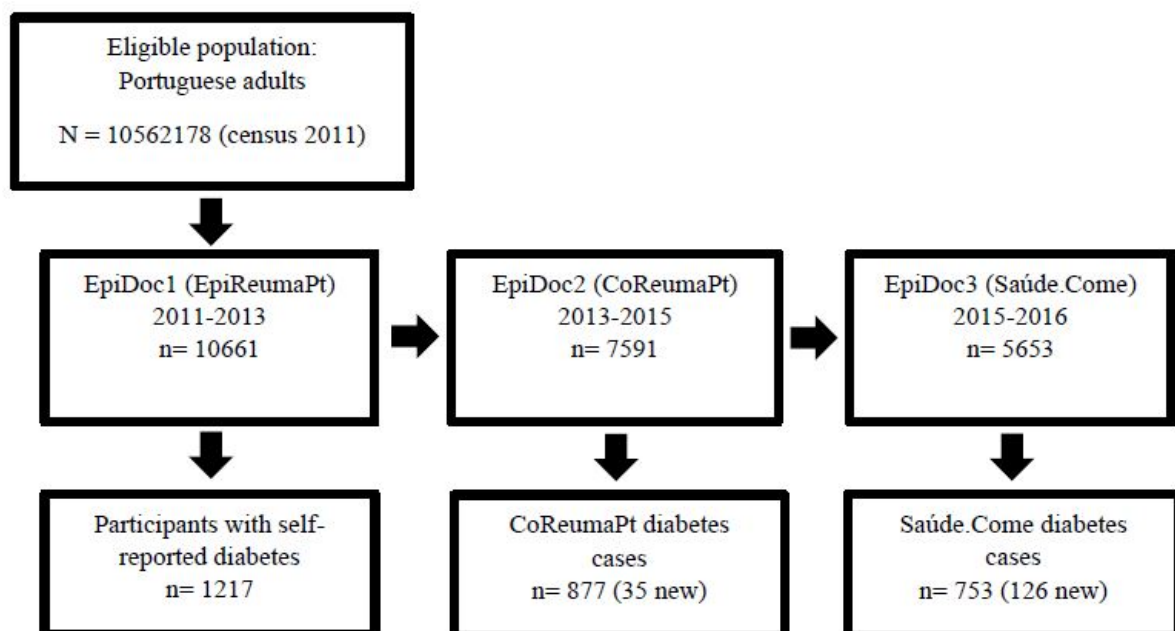 Eligible population:
Portuguese adults
N = 10562178 (census 2011)
EpiDoc1 (EpiReumaPt)
2011-2013
n= 10661
EpiDoc2 (CoReumaPt)
2013-2015
n= 7591
EpiDoc3 (Saúde.Come)
2015-2016
n= 5653
Participants with self-
reported diabetes
n= 1217
CoReumaPt diabetes
cases
n= 877 (35 new)
Saúde.Come diabetes
cases
n= 753 (126 new)